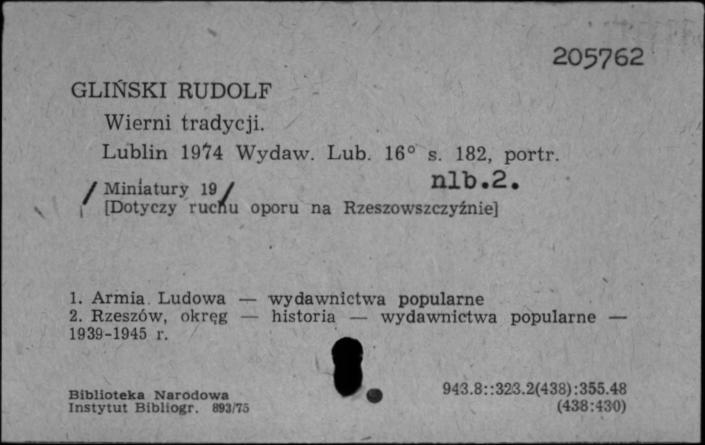 205762
GLIŃSKI RUDOLF
Wierni tradycji.
Lublin 1974 Wydaw. Lub. 16° s. 182, portr.
nlb.2.
/ Miniatury 19 /
[Dotyczy ruchu oporu na Rzeszowszczyźnie]
1. Armia Ludowa — wydawnictwa popularne
2. Rzeszów, okręg — historia — wydawnictwa popularne —
1939-1945 r.
Biblioteka Narodowa
Instytut Bibliogr. 893/75
943.8::323.2(438):355.48
(438:430)